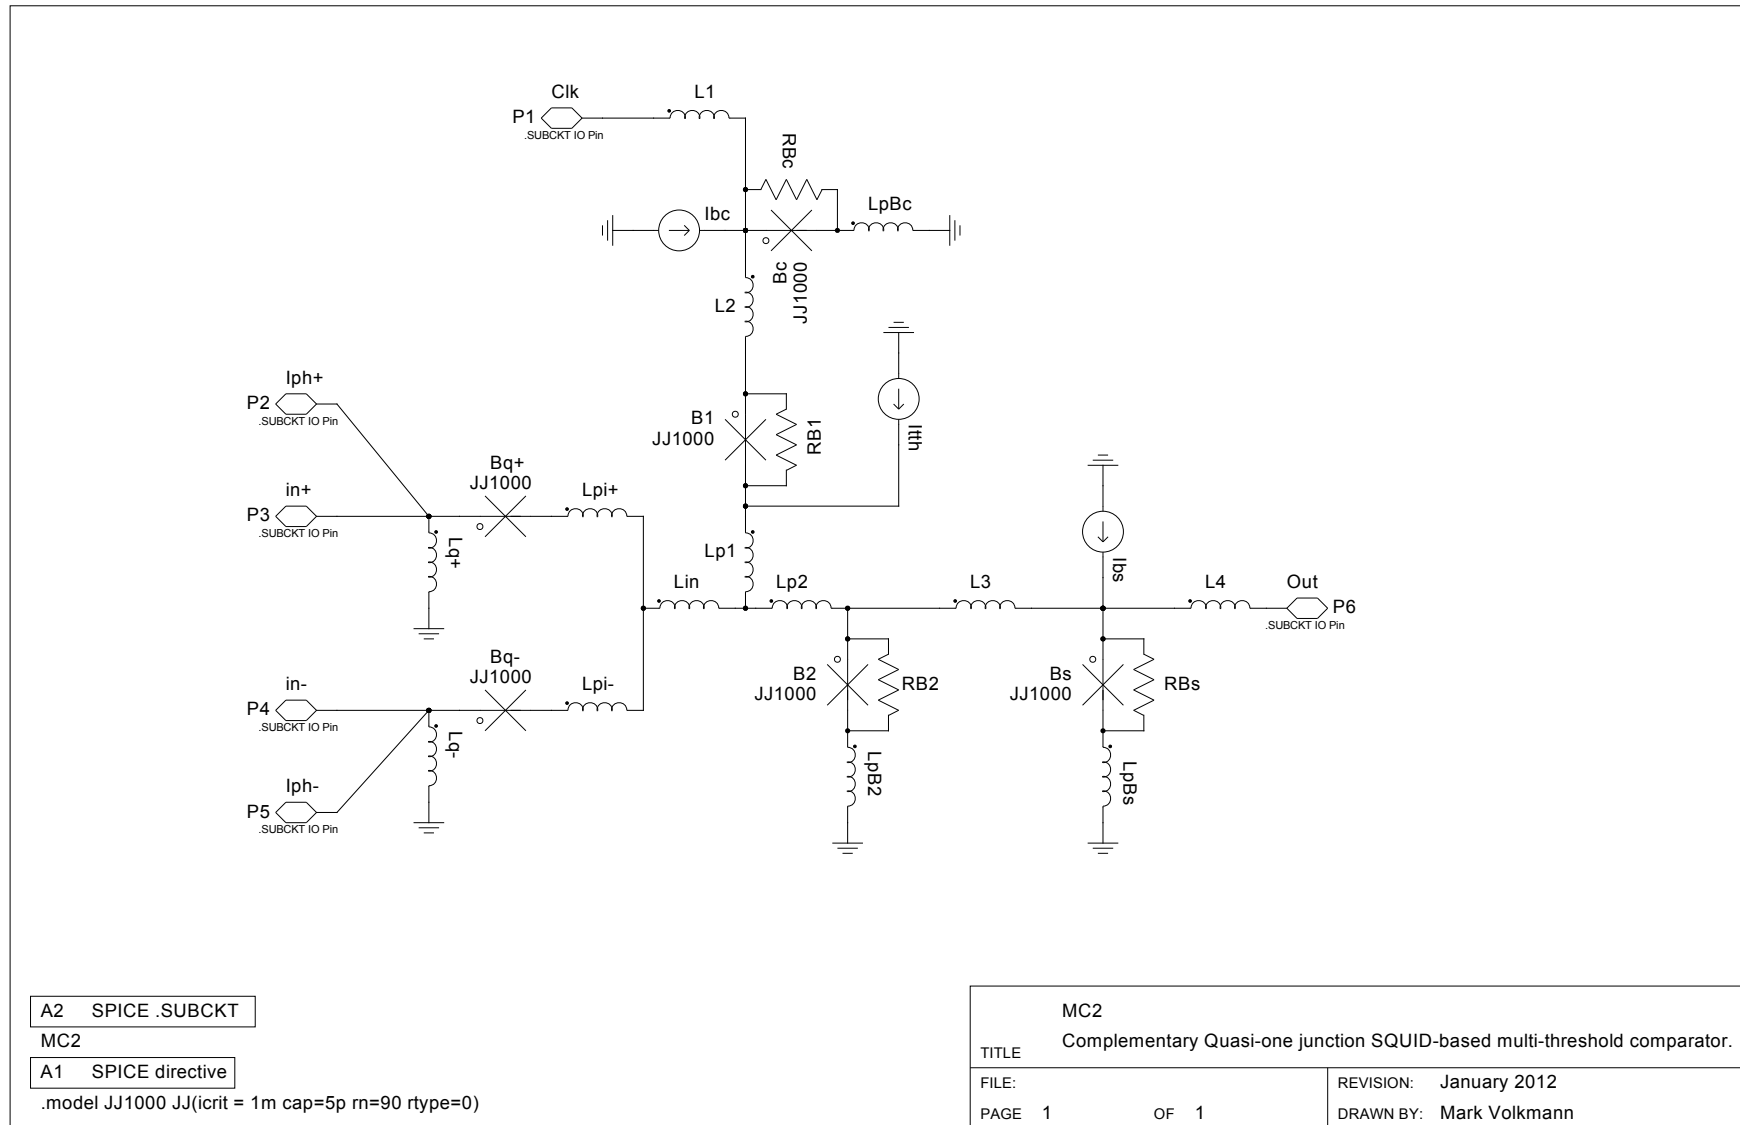 Clk
L1
P1
.SUBCKT IO Pin
RBc
LpBc
Ibc
Bc
JJ1000
L2
Iph+
P2
.SUBCKT IO Pin
B1
JJ1000
RB1
Itth
Bq+
JJ1000
in+
Lpi+
P3
.SUBCKT IO Pin
Lq+
Lp1
Ibs
Lin
Lp2
L3
L4
Out
P6
.SUBCKT IO Pin
Bq-
JJ1000
B2
JJ1000
RB2
Bs
JJ1000
RBs
in-
Lpi-
P4
.SUBCKT IO Pin
Lq-
LpB2
LpBs
Iph-
P5
.SUBCKT IO Pin
A2 SPICE .SUBCKT
MC2
A1 SPICE directive
.model JJ1000 JJ(icrit = 1m cap=5p rn=90 rtype=0)
MC2
TITLE Complementary Quasi-one junction SQUID-based multi-threshold comparator.
FILE: REVISION: January 2012
PAGE 1 OF 1 DRAWN BY: Mark Volkmann